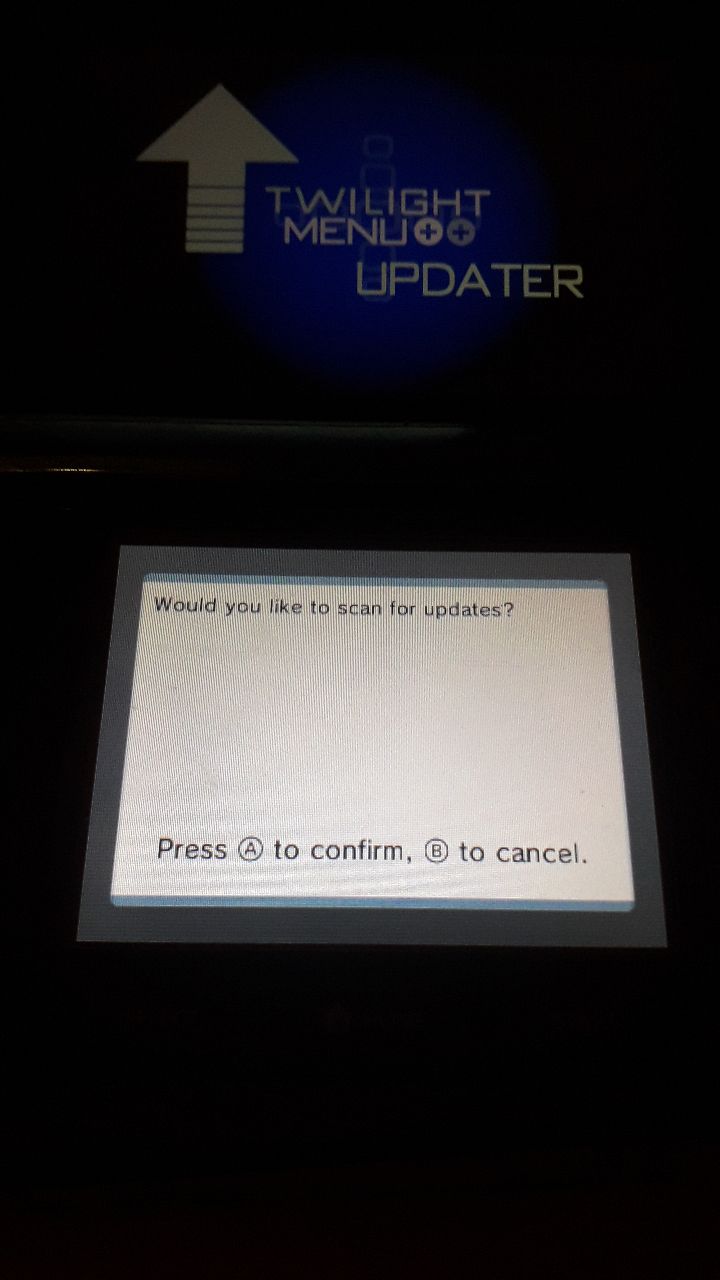 TWILIGHT
MENU++
UPDATER
Would you like to scan for updates?
Press Ⓐ to confirm, Ⓑ to cancel.